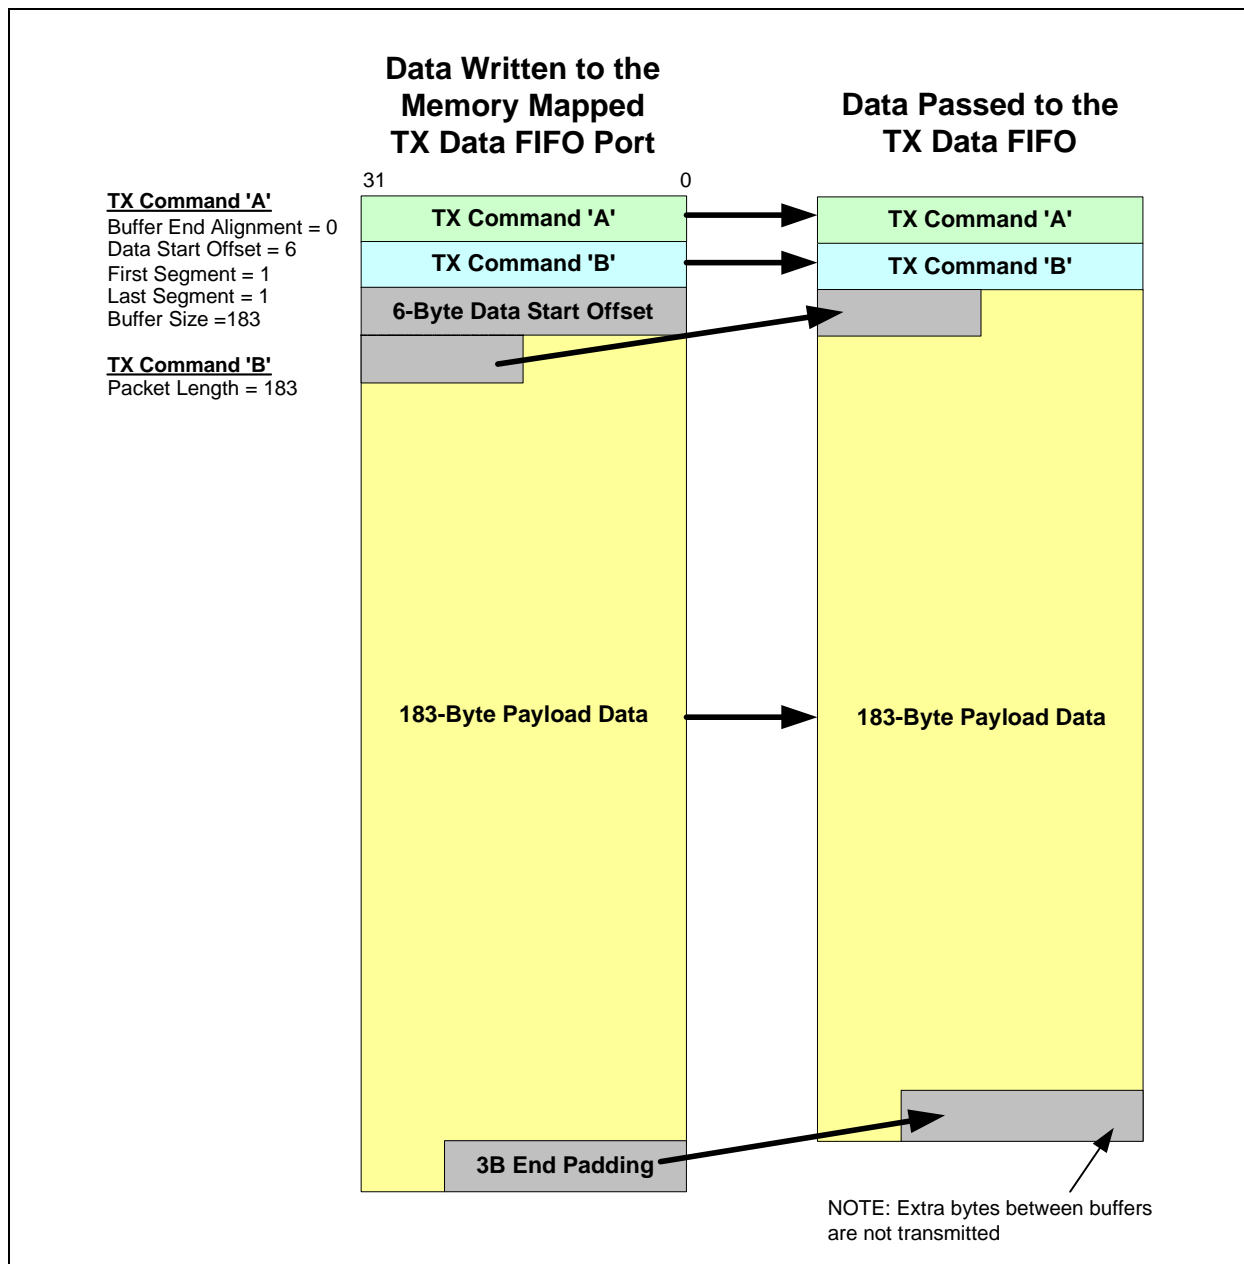 Data Written to the
Memory Mapped
TX Data FIFO Port
Data Passed to the
TX Data FIFO
31
0
TX Command 'A'
Buffer End Alignment = 0
Data Start Offset = 6
First Segment = 1
Last Segment = 1
Buffer Size =183
TX Command 'B'
Packet Length = 183
TX Command 'A'
TX Command 'B'
6-Byte Data Start Offset
183-Byte Payload Data
3B End Padding
TX Command 'A'
TX Command 'B'
183-Byte Payload Data
NOTE: Extra bytes between buffers
are not transmitted